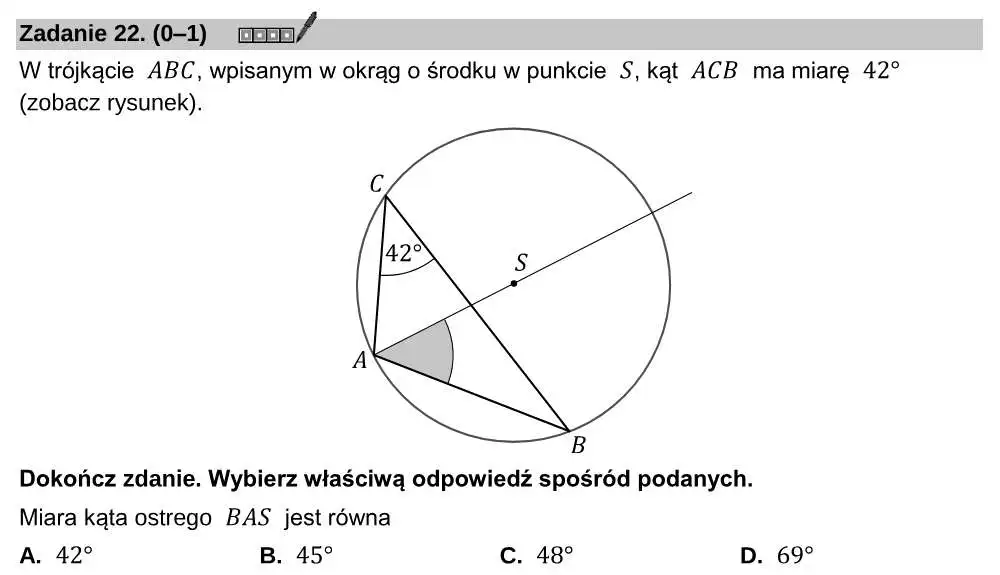 Zadanie 22. (0–1)
W trójkącie ABC, wpisanym w okrąg o środku w punkcie S, kąt ACB ma miarę 42°
(zobacz rysunek).
C
42°
S
A
B
Dokończ zdanie. Wybierz właściwą odpowiedź spośród podanych.
Miara kąta ostrego BAS jest równa
A. 42° B. 45° C. 48° D. 69°